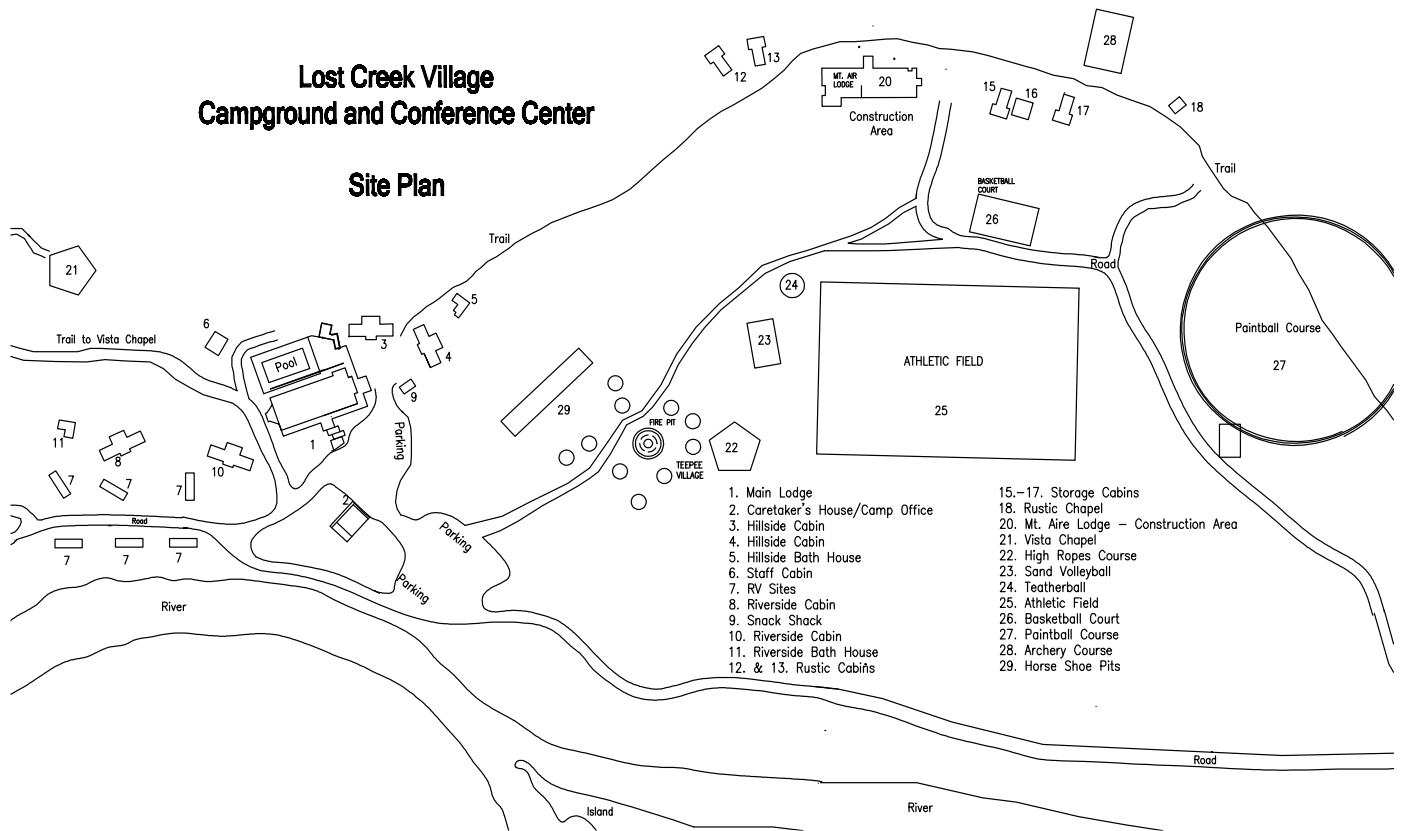 Lost Creek Village
Campground and Conference Center
Site Plan
28
13
12
MT. AIR
LODGE
20
15
16
17
18
Construction
Area
Trail
BASKETBALL
COURT
26
Trail
21
Road
5
24
6
Trail to Vista Chapel
3
4
Pool
23
Paintball Course
ATHLETIC FIELD
27
9
29
25
FIRE PIT
Parking
11
8
10
1
22
TEEPEE
VILLAGE
7
7
7
2
Road
Parking
7
7
7
Parking
River
1. Main Lodge
2. Caretaker's House/Camp Office
3. Hillside Cabin
4. Hillside Cabin
5. Hillside Bath House
6. Staff Cabin
7. RV Sites
8. Riverside Cabin
9. Snack Shack
10. Riverside Cabin
11. Riverside Bath House
12. & 13. Rustic Cabins
15.-17. Storage Cabins
18. Rustic Chapel
20. Mt. Aire Lodge - Construction Area
21. Vista Chapel
22. High Ropes Course
23. Sand Volleyball
24. Teatherball
25. Athletic Field
26. Basketball Court
27. Paintball Course
28. Archery Course
29. Horse Shoe Pits
Road
Island
River